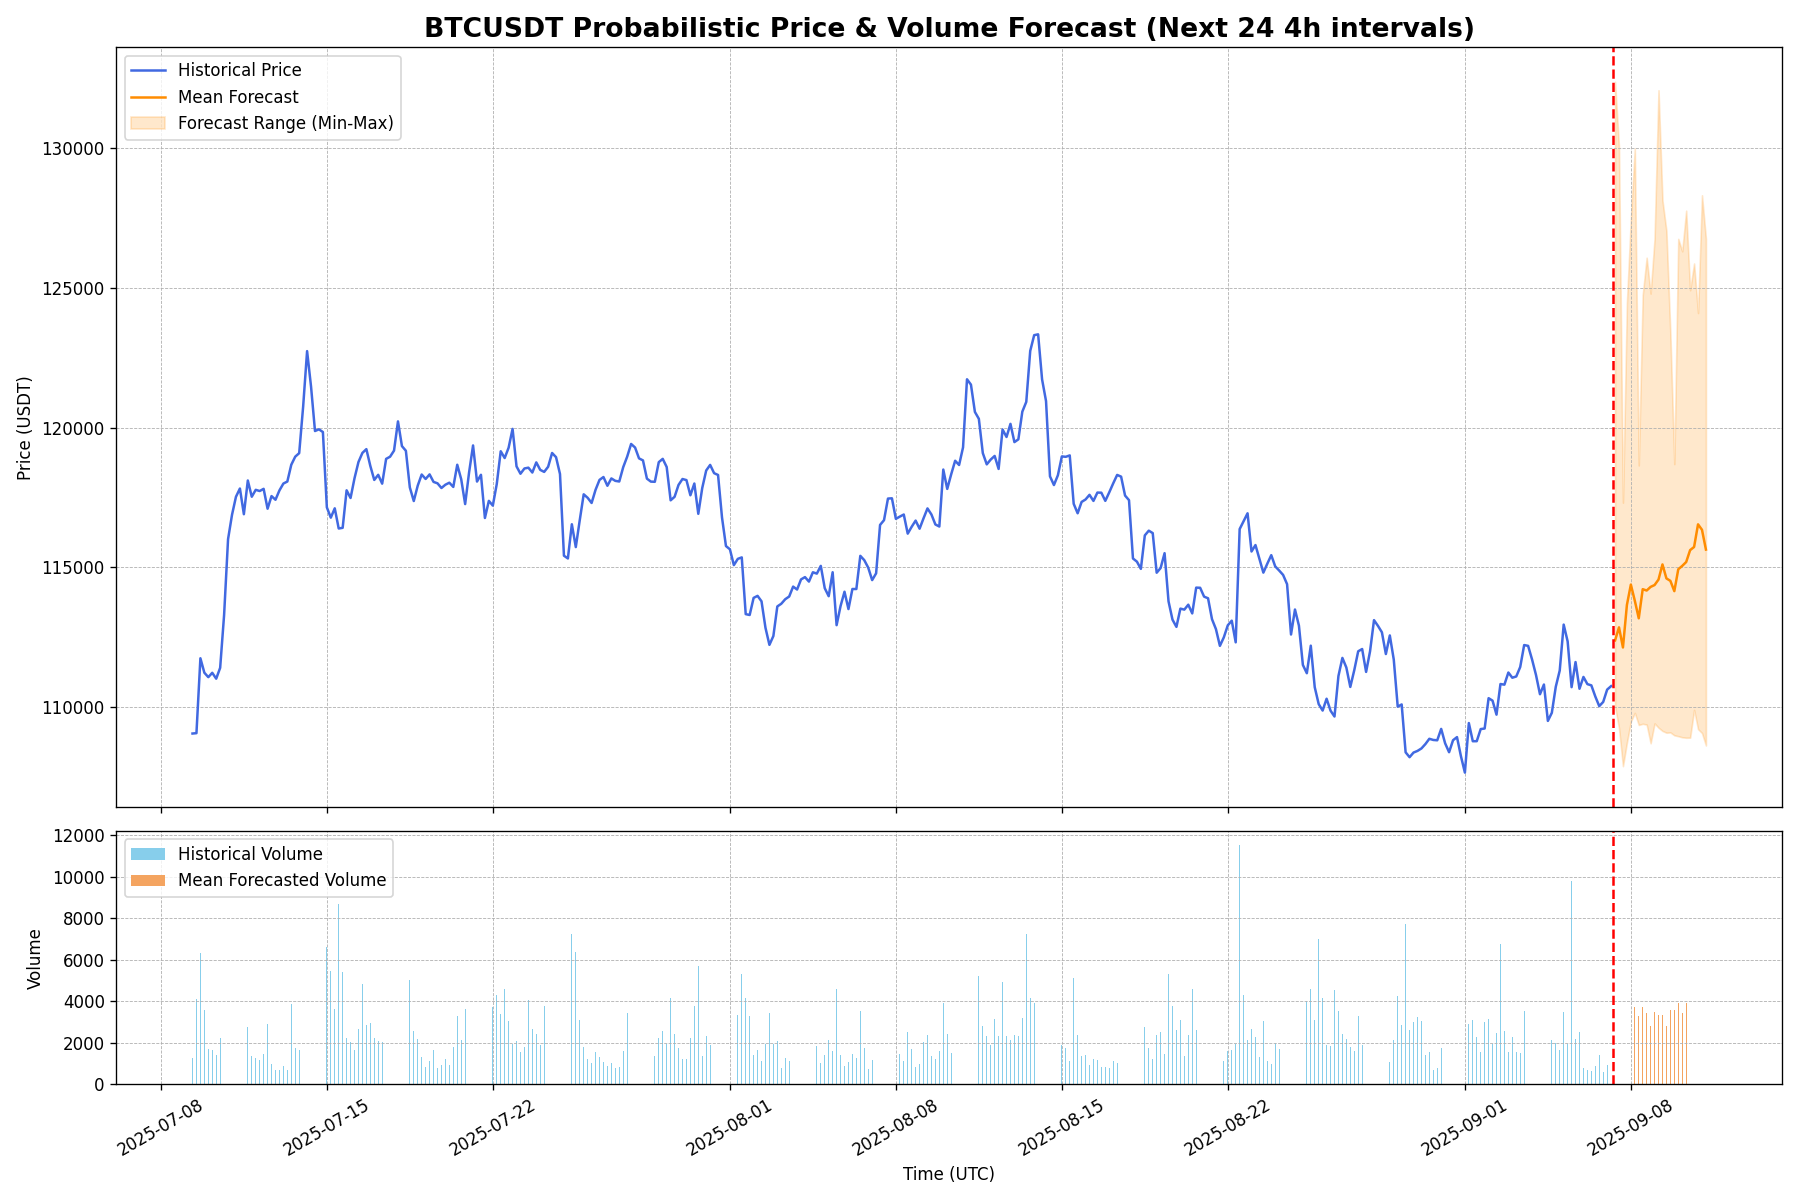 BTCUSDT Probabilistic Price & Volume Forecast (Next 24 4h intervals)
Historical Price
Mean Forecast
Forecast Range (Min-Max)
Price (USDT)
130000
125000
120000
115000
110000
Historical Volume
Mean Forecasted Volume
Volume
12000
10000
8000
6000
4000
2000
0
2025-07-08
2025-07-15
2025-07-22
2025-08-01
2025-08-08
2025-08-15
2025-08-22
2025-09-01
2025-09-08
Time (UTC)